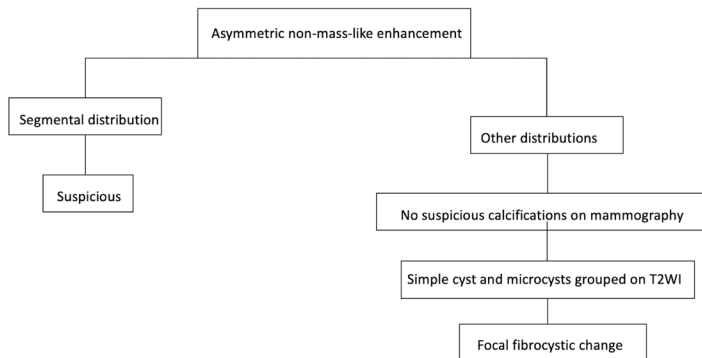 Asymmetric non-mass-like enhancement
Segmental distribution
Other distributions
Suspicious
No suspicious calcifications on mammography
Simple cyst and microcysts grouped on T2WI
Focal fibrocystic change